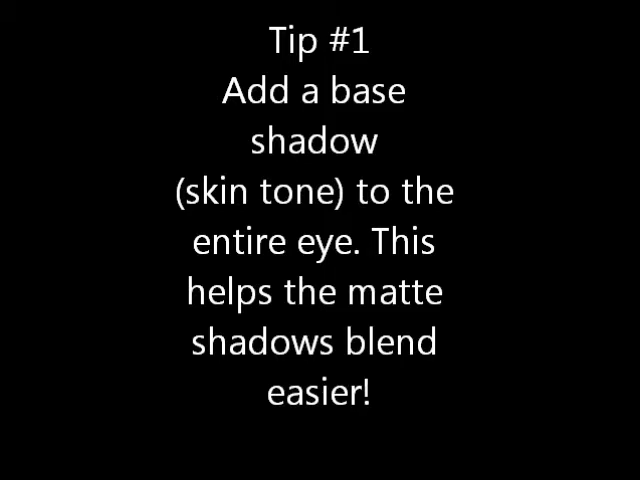 Tip #1
Add a base
shadow
(skin tone) to the
entire eye. This
helps the matte
shadows blend
easier!